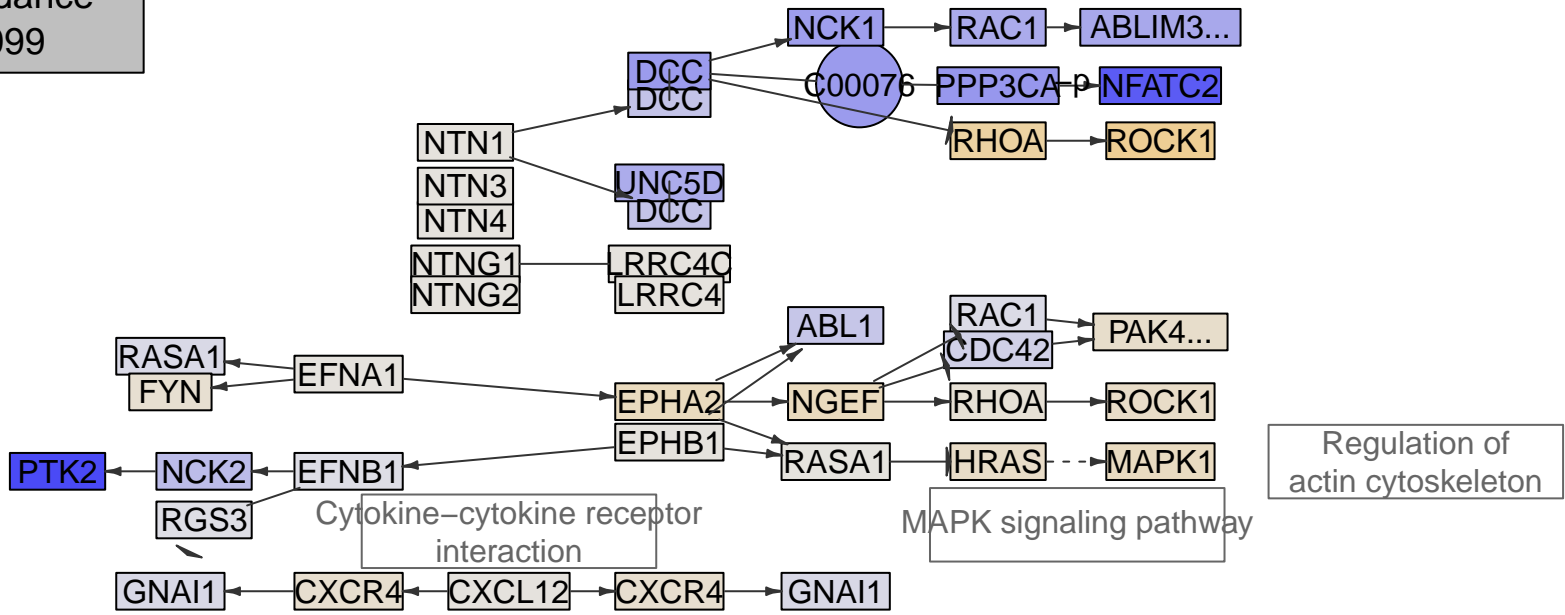 999
NCK1 RAC1 ABLIM3...
DCC C00076 PPP3CA –p NFATC2
DCC
NTN1 RHOA ROCK1
NTN3 UNC5D
NTN4 DCC
NTNG1 LRRC4C
NTNG2 LRRC4
ABL1 RAC1 PAK4...
RASA1 CDC42
FYN EFNA1
EPHA2 NGEF RHOA ROCK1
EPHB1
PTK2 NCK2 EFNB1 RASA1 HRAS MAPK1
Regulation of
actin cytoskeleton
RGS3
Cytokine–cytokine receptor
interaction
MAPK signaling pathway
GNAI1 CXCR4 CXCL12 CXCR4 GNAI1